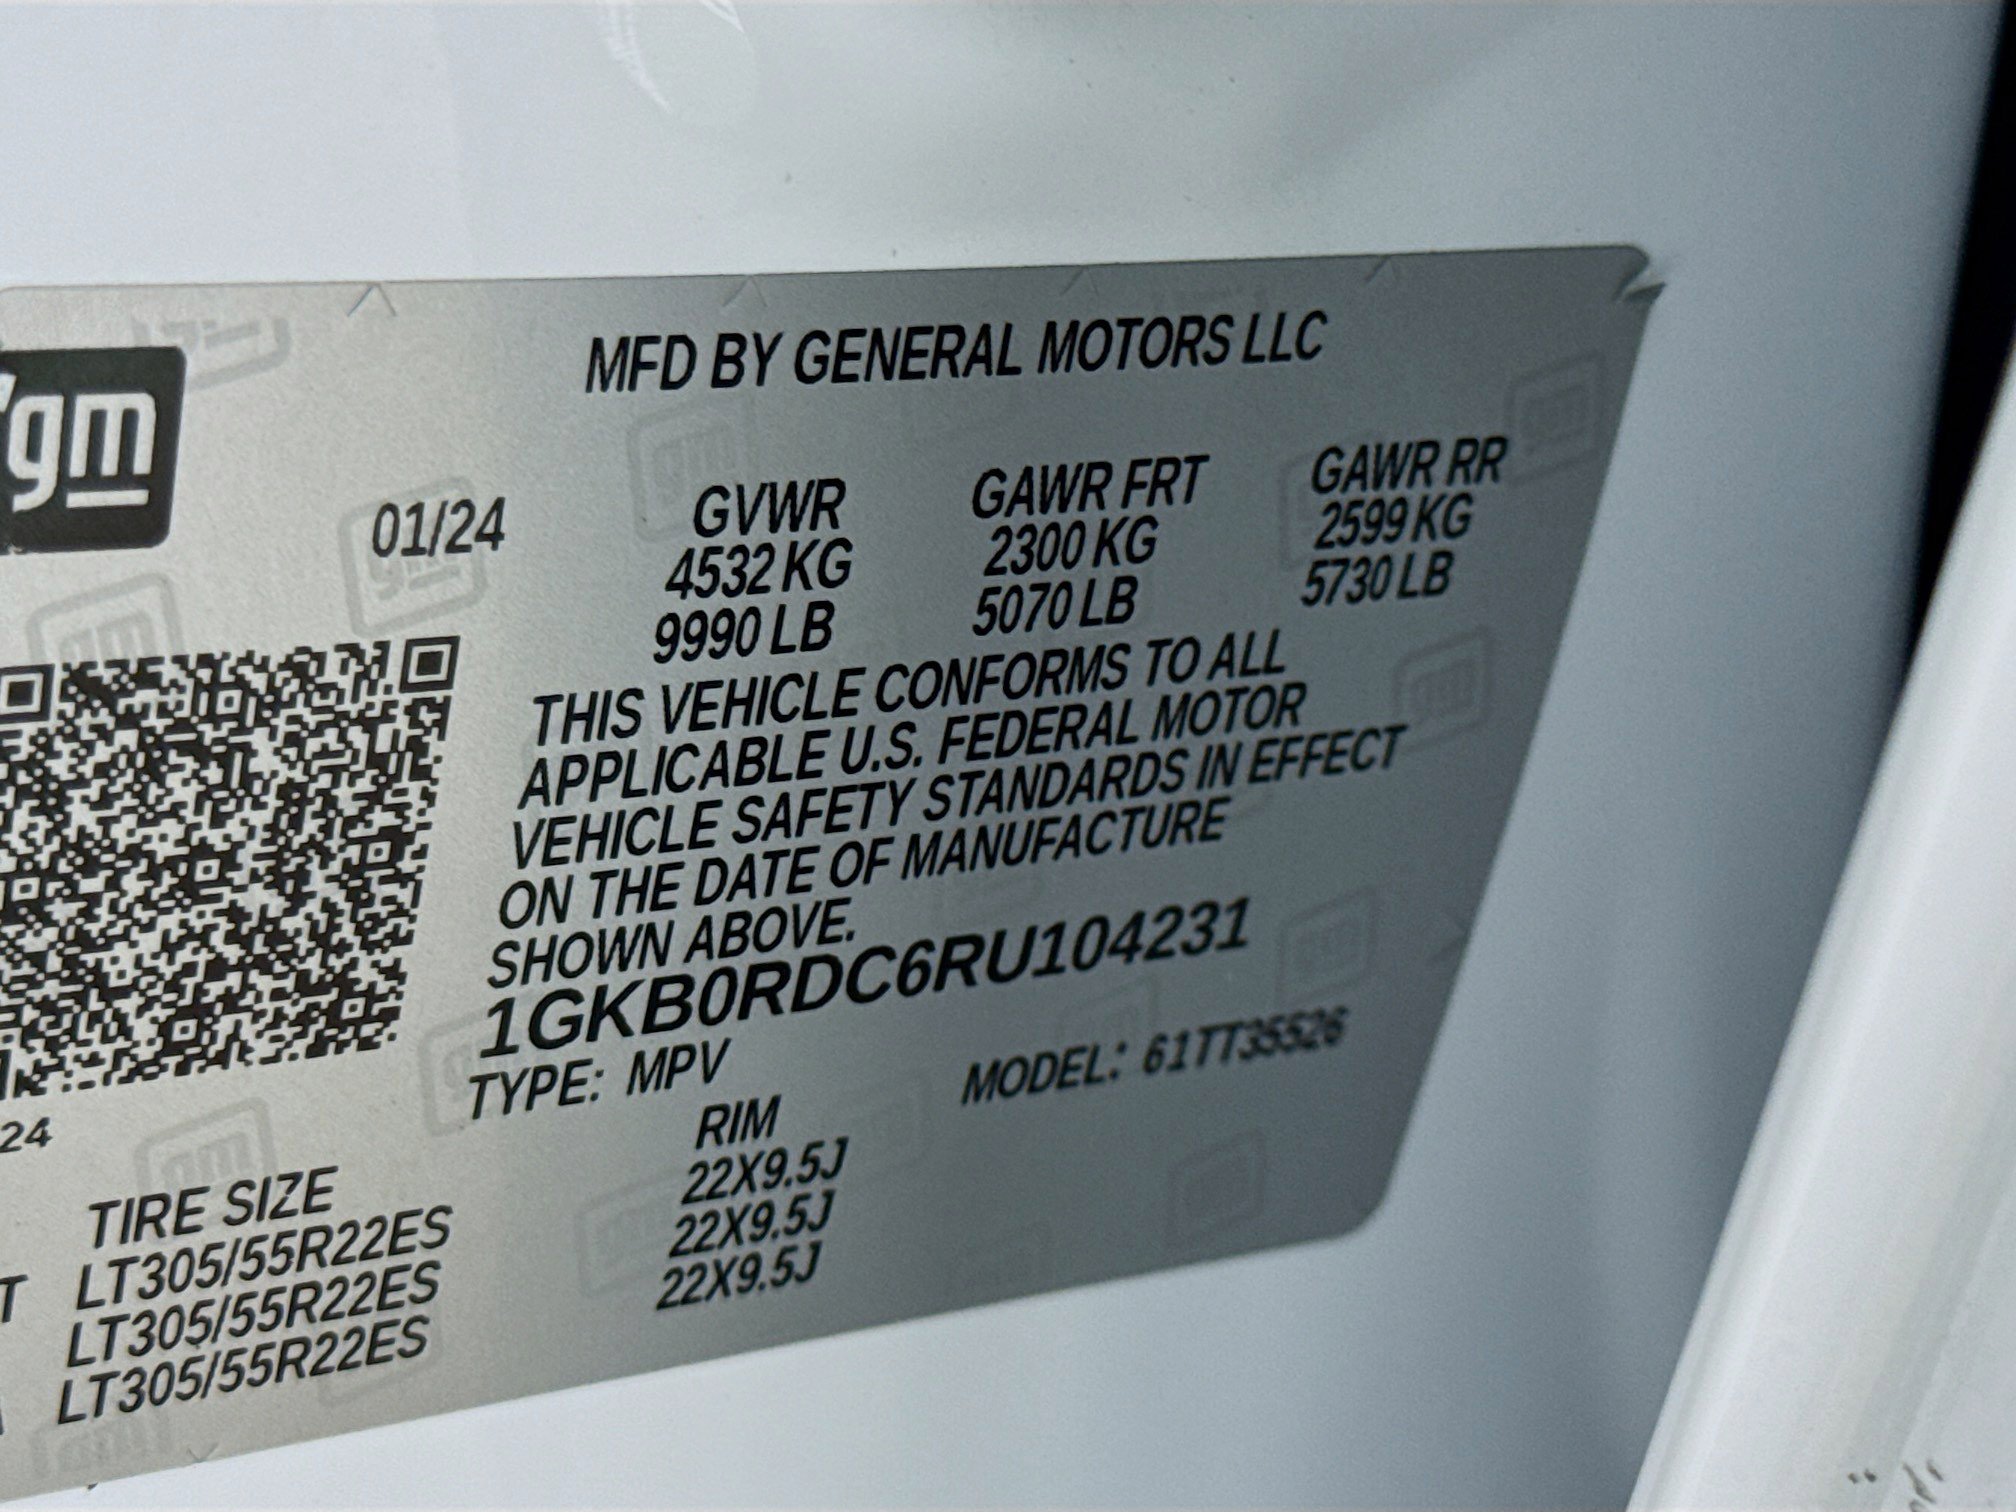 MFD BY GENERAL MOTORS LLC
gm
01/24
GVWR GAWR FRT GAWR RR
4532 KG 2300 KG 2599 KG
9990 LB 5070 LB 5730 LB
THIS VEHICLE CONFORMS TO ALL
APPLICABLE U.S. FEDERAL MOTOR
VEHICLE SAFETY STANDARDS IN EFFECT
ON THE DATE OF MANUFACTURE
SHOWN ABOVE.
1GKB0RDC6RU104231
TYPE: MPV MODEL: 61TT35526
24
TIRE SIZE RIM
LT305/55R22ES 22X9.5J
T LT305/55R22ES 22X9.5J
LT305/55R22ES 22X9.5J